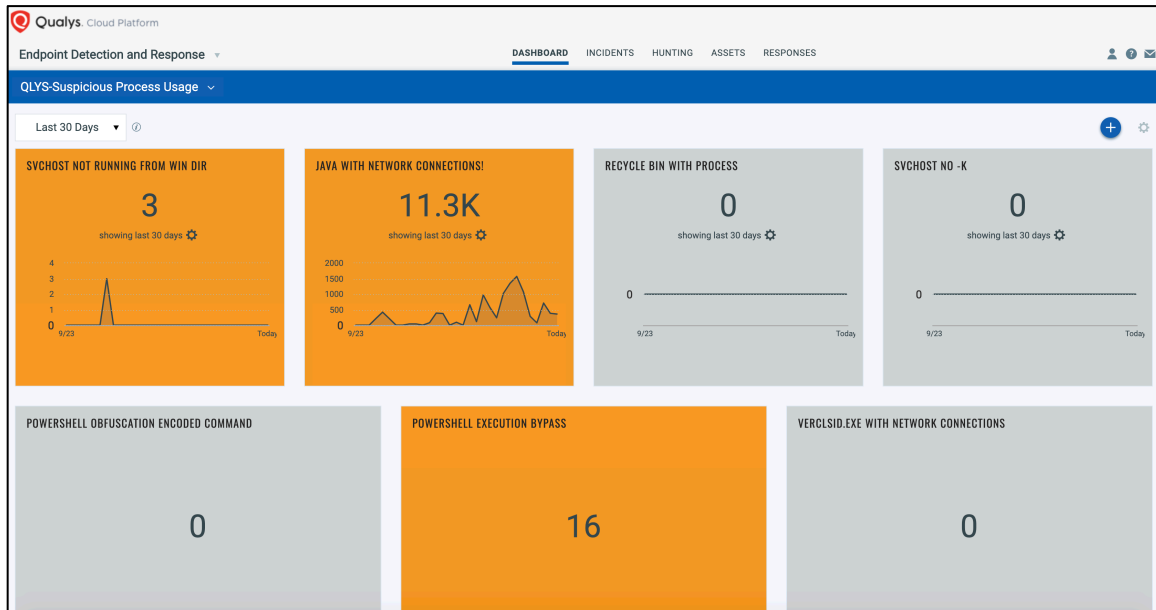 Qualys. Cloud Platform
Endpoint Detection and Response
DASHBOARD INCIDENTS HUNTING ASSETS RESPONSES
QLYS-Suspicious Process Usage
Last 30 Days
SVCHOST NOT RUNNING FROM WIN DIR
3
showing last 30 days
4
3
2
1
0
9/23 Today
JAVA WITH NETWORK CONNECTIONS!
11.3K
showing last 30 days
2000
1500
1000
500
0
9/23 Today
RECYCLE BIN WITH PROCESS
0
showing last 30 days
0
9/23 Today
SVCHOST NO -K
0
showing last 30 days
0
9/23 Today
POWERSHELL OBFUSCATION ENCODED COMMAND
0
POWERSHELL EXECUTION BYPASS
16
VERCLSID.EXE WITH NETWORK CONNECTIONS
0